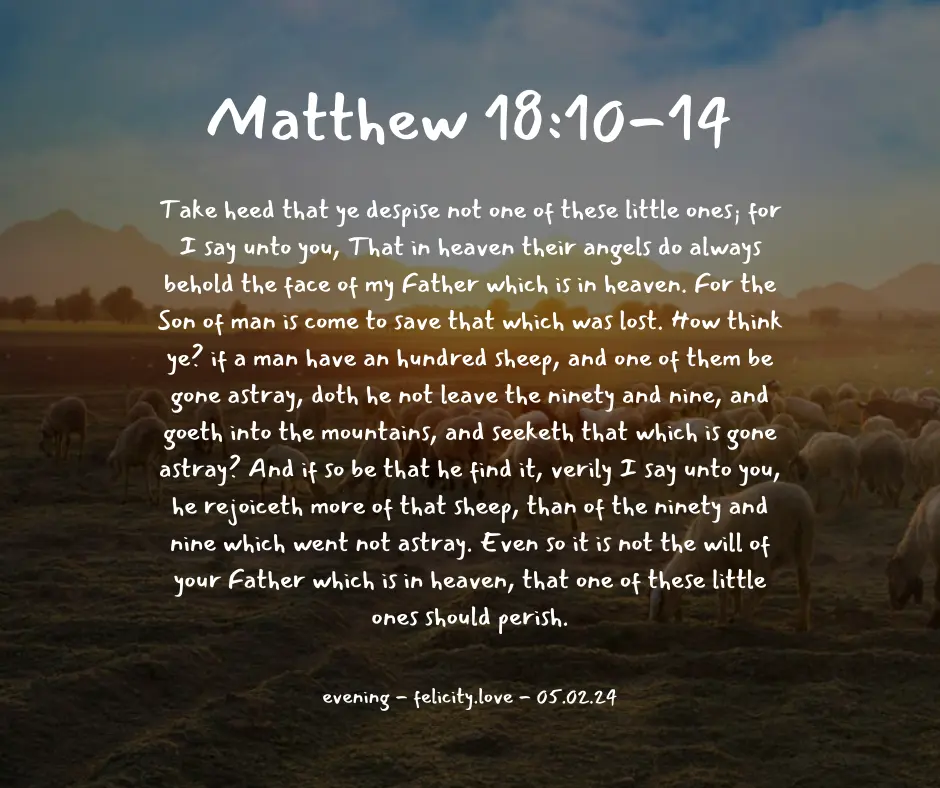 Matthew 18:10-14
Take heed that ye despise not one of these little ones; for
I say unto you, That in heaven their angels do always
behold the face of my Father which is in heaven. For the
Son of man is come to save that which was lost. How think
ye? if a man have an hundred sheep, and one of them be
gone astray, doth he not leave the ninety and nine, and
goeth into the mountains, and seeketh that which is gone
astray? And if so be that he find it, verily I say unto you,
he rejoiceth more of that sheep, than of the ninety and
nine which went not astray. Even so it is not the will of
your Father which is in heaven, that one of these little
ones should perish.
evening - felicity.love - 05.02.24